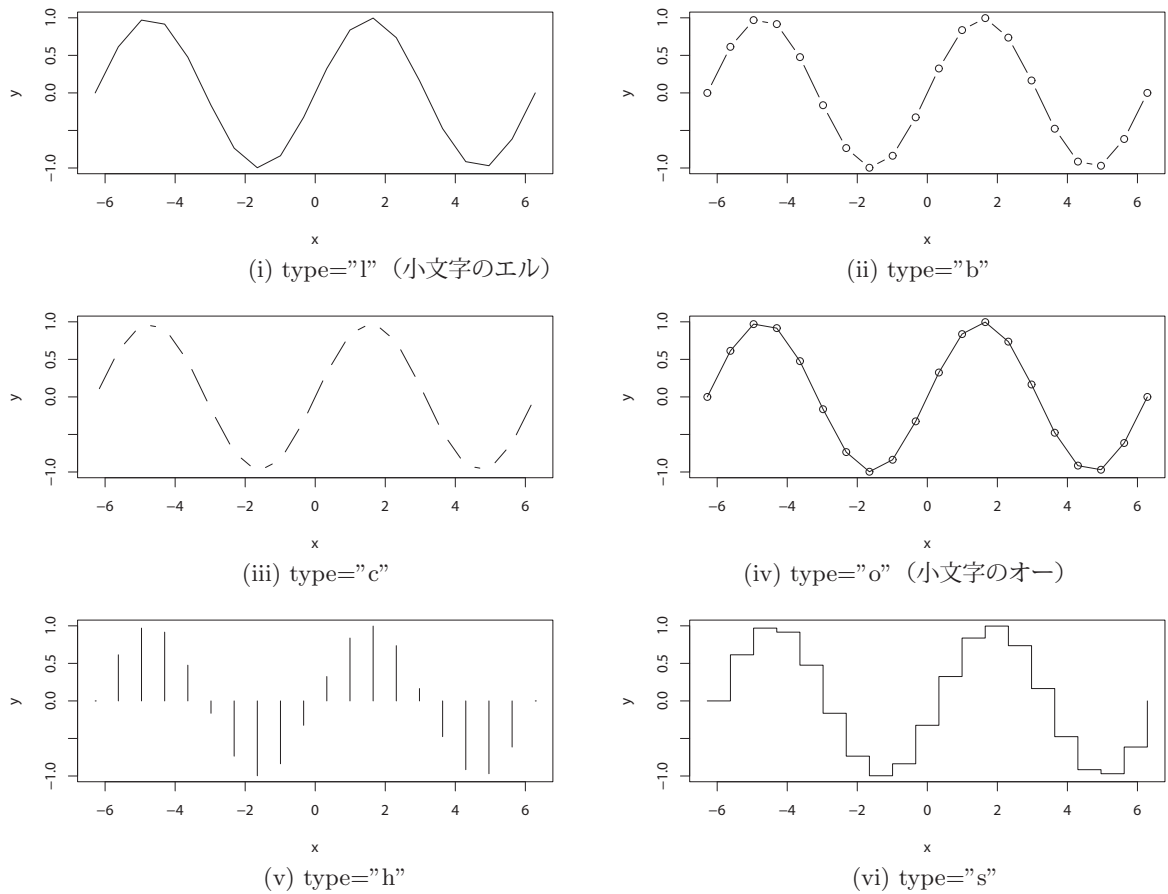 1.0
0.5
0.0
−1.0
y
−6 −4 −2 0 2 4 6
x
(i) type=”l”（小文字のエル）
1.0
0.5
0.0
−1.0
y
−6 −4 −2 0 2 4 6
x
(ii) type=”b”
1.0
0.5
0.0
−1.0
y
−6 −4 −2 0 2 4 6
x
(iii) type=”c”
1.0
0.5
0.0
−1.0
y
−6 −4 −2 0 2 4 6
x
(iv) type=”o”（小文字のオー）
1.0
0.5
0.0
−1.0
y
−6 −4 −2 0 2 4 6
x
(v) type=”h”
1.0
0.5
0.0
−1.0
y
−6 −4 −2 0 2 4 6
x
(vi) type=”s”